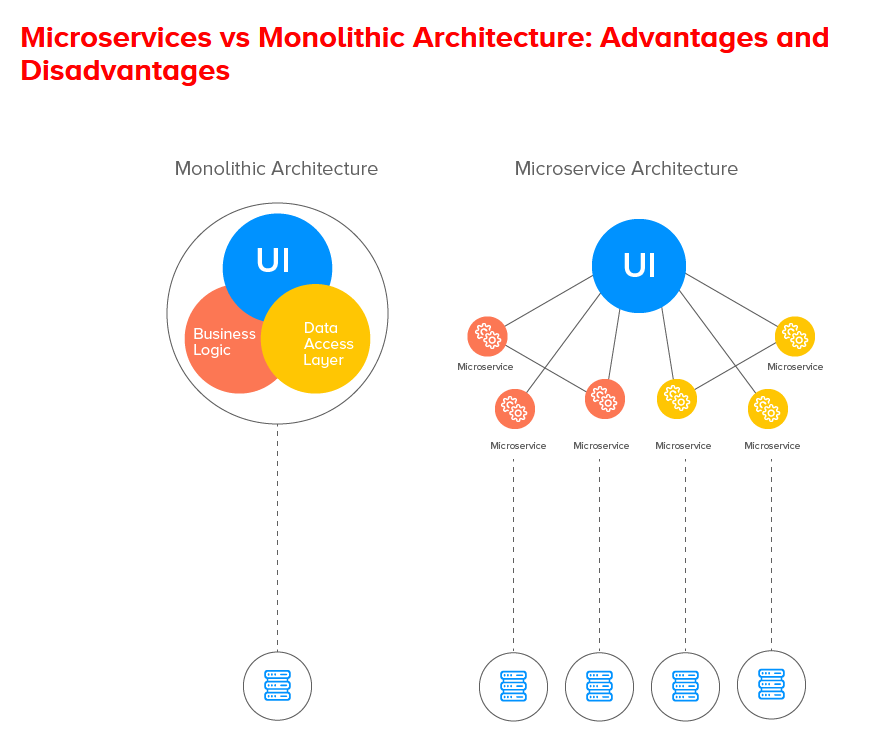 Microservices vs Monolithic Architecture: Advantages and
Disadvantages
Monolithic Architecture
UI
Business
Logic
Data
Access
Layer
Microservice Architecture
UI
Microservice
Microservice
Microservice
Microservice
Microservice
Microservice